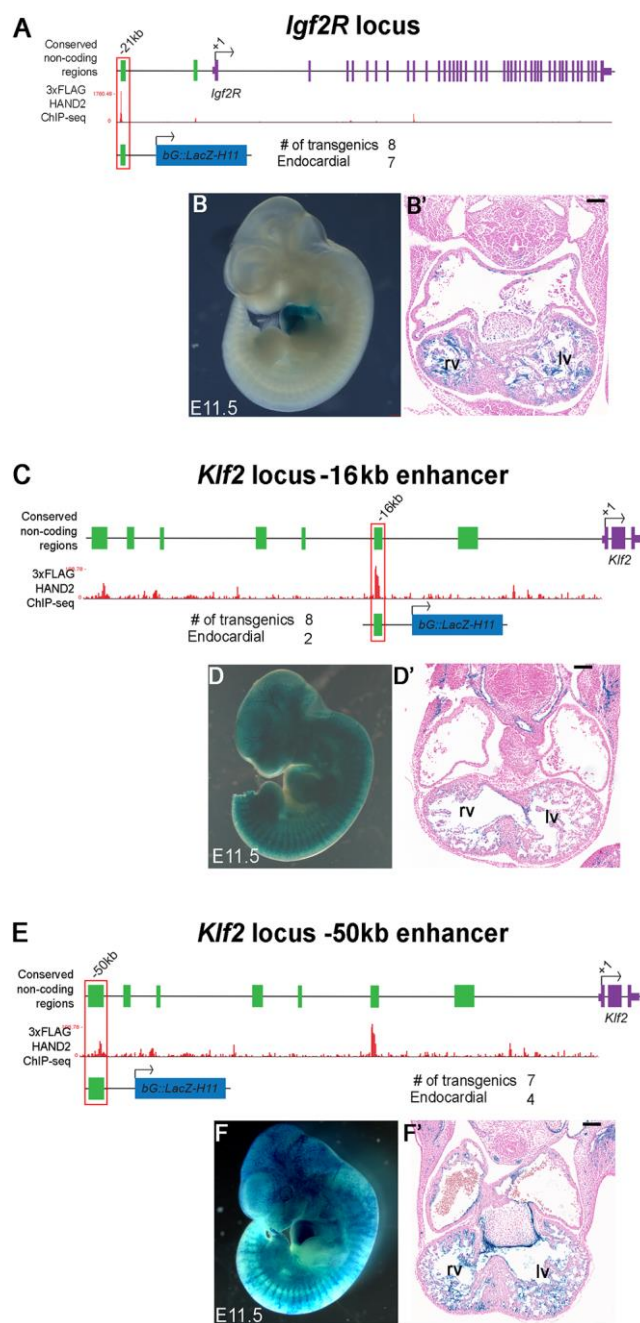 A
Igf2R locus
-21kb
+1
Conserved
non-coding
regions
Igf2R
3xFLAG
HAND2
ChIP-seq
0
bG::LacZ-H11
# of transgenics 8
Endocardial 7
B
B'
rv
lv
E11.5
C
Klf2 locus -16kb enhancer
-16kb
+1
Conserved
non-coding
regions
Klf2
3xFLAG
HAND2
ChIP-seq
# of transgenics 8
Endocardial 2
bG::LacZ-H11
D
D'
rv
lv
E11.5
E
Klf2 locus -50kb enhancer
-50kb
+1
Conserved
non-coding
regions
Klf2
3xFLAG
HAND2
ChIP-seq
bG::LacZ-H11
# of transgenics 7
Endocardial 4
F
F'
rv
lv
E11.5